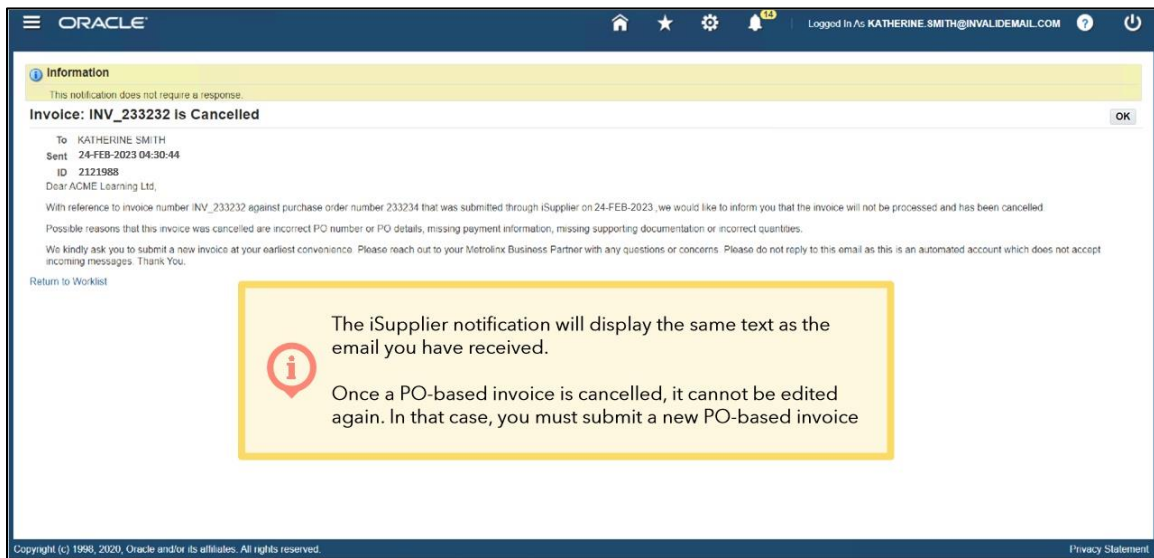 ORACLE
14
Logged In As KATHERINE.SMITH@INVALIDEMAIL.COM
?
i Information
This notification does not require a response.
Invoice: INV_233232 is Cancelled
OK
To KATHERINE SMITH
Sent 24-FEB-2023 04:30:44
ID 2121988
Dear ACME Learning Ltd,
With reference to invoice number INV_233232 against purchase order number 233234 that was submitted through iSupplier on 24-FEB-2023 ,we would like to inform you that the invoice will not be processed and has been cancelled.
Possible reasons that this invoice was cancelled are incorrect PO number or PO details, missing payment information, missing supporting documentation or incorrect quantities.
We kindly ask you to submit a new invoice at your earliest convenience. Please reach out to your Metrolinx Business Partner with any questions or concerns. Please do not reply to this email as this is an automated account which does not accept
incoming messages. Thank You.
Return to Worklist
i
The iSupplier notification will display the same text as the
email you have received.
Once a PO-based invoice is cancelled, it cannot be edited
again. In that case, you must submit a new PO-based invoice
Copyright (c) 1998, 2020, Oracle and/or its affiliates. All rights reserved.
Privacy Statement